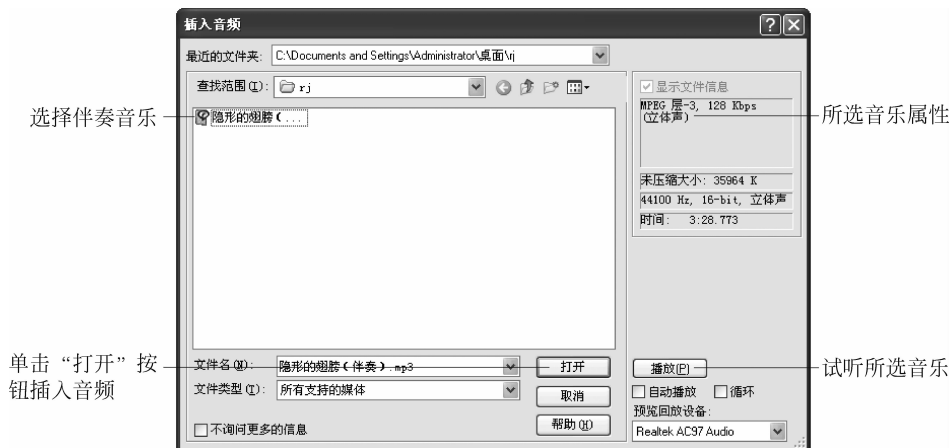 插入音频
最近的文件夹: C:\Documents and Settings\Administrator\桌面\rj
查找范围(I): rj
显示文件信息
选择伴奏音乐
隐形的翅膀(...
MPEG 层-3, 128 Kbps
(立体声)
所选音乐属性
未压缩大小: 35964 K
44100 Hz, 16-bit, 立体声
时间: 3:28.773
单击“打开”按
钮插入音频
文件名(N): 隐形的翅膀(伴奏).mp3 打开
播放(P)
试听所选音乐
文件类型(T): 所有支持的媒体 取消
自动播放 循环
预览回放设备:
不询问更多的信息 帮助(H)
Realtek AC97 Audio